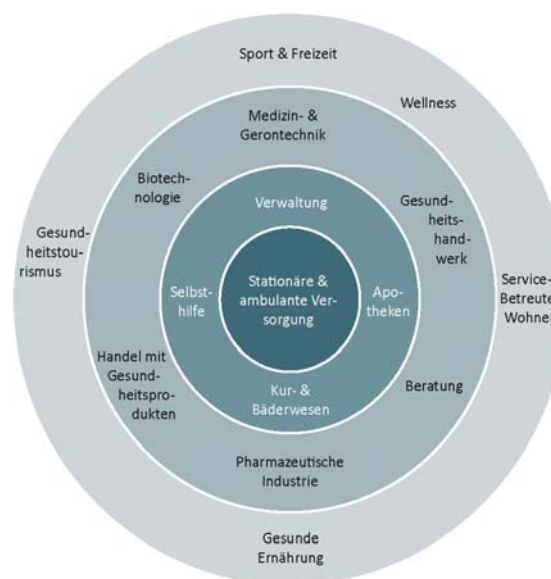 Sport & Freizeit
Wellness
Medizin- &
Gerontechnik
Biotech-
nologie
Verwaltung
Gesund-
heits-
hand-
werk
Gesund-
heitstou-
rismus
Selbst-
hilfe
Stationäre &
ambulante Ver-
sorgung
Apo-
theken
Service-
Betreute
Wohnen
Handel mit
Gesund-
heitspro-
dukten
Kur- &
Bäderwesen
Beratung
Pharmazeutische
Industrie
Gesunde
Ernährung